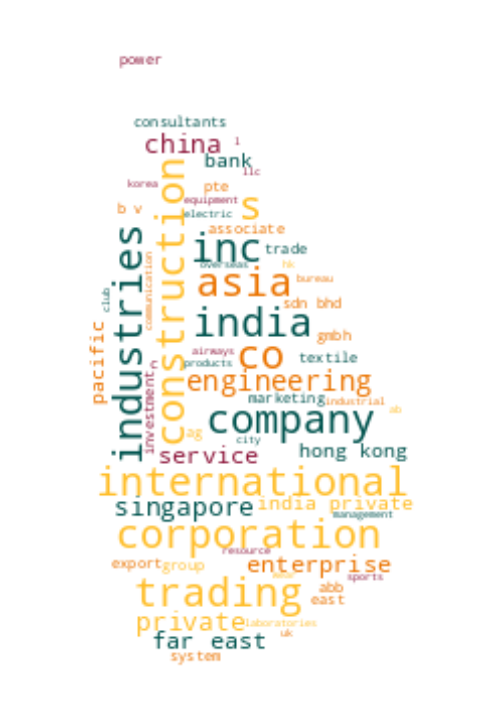 power
consultants
china
l
bank
llc
korea
pte
equipment
s
b v
electric
associate
construction
industries
inc
trade
communication
overseas
hk
asia
bureau
club
sdn bhd
india
pacific
gmbh
airways
co
textile
products
n
engineering
investment
marketing
industrial
company
ab
ag
city
service
hong kong
international
singapore
india private
management
corporation
resource
export
group
enterprise
sports
trading
abb
east
private
laboratories
far east
uk
system